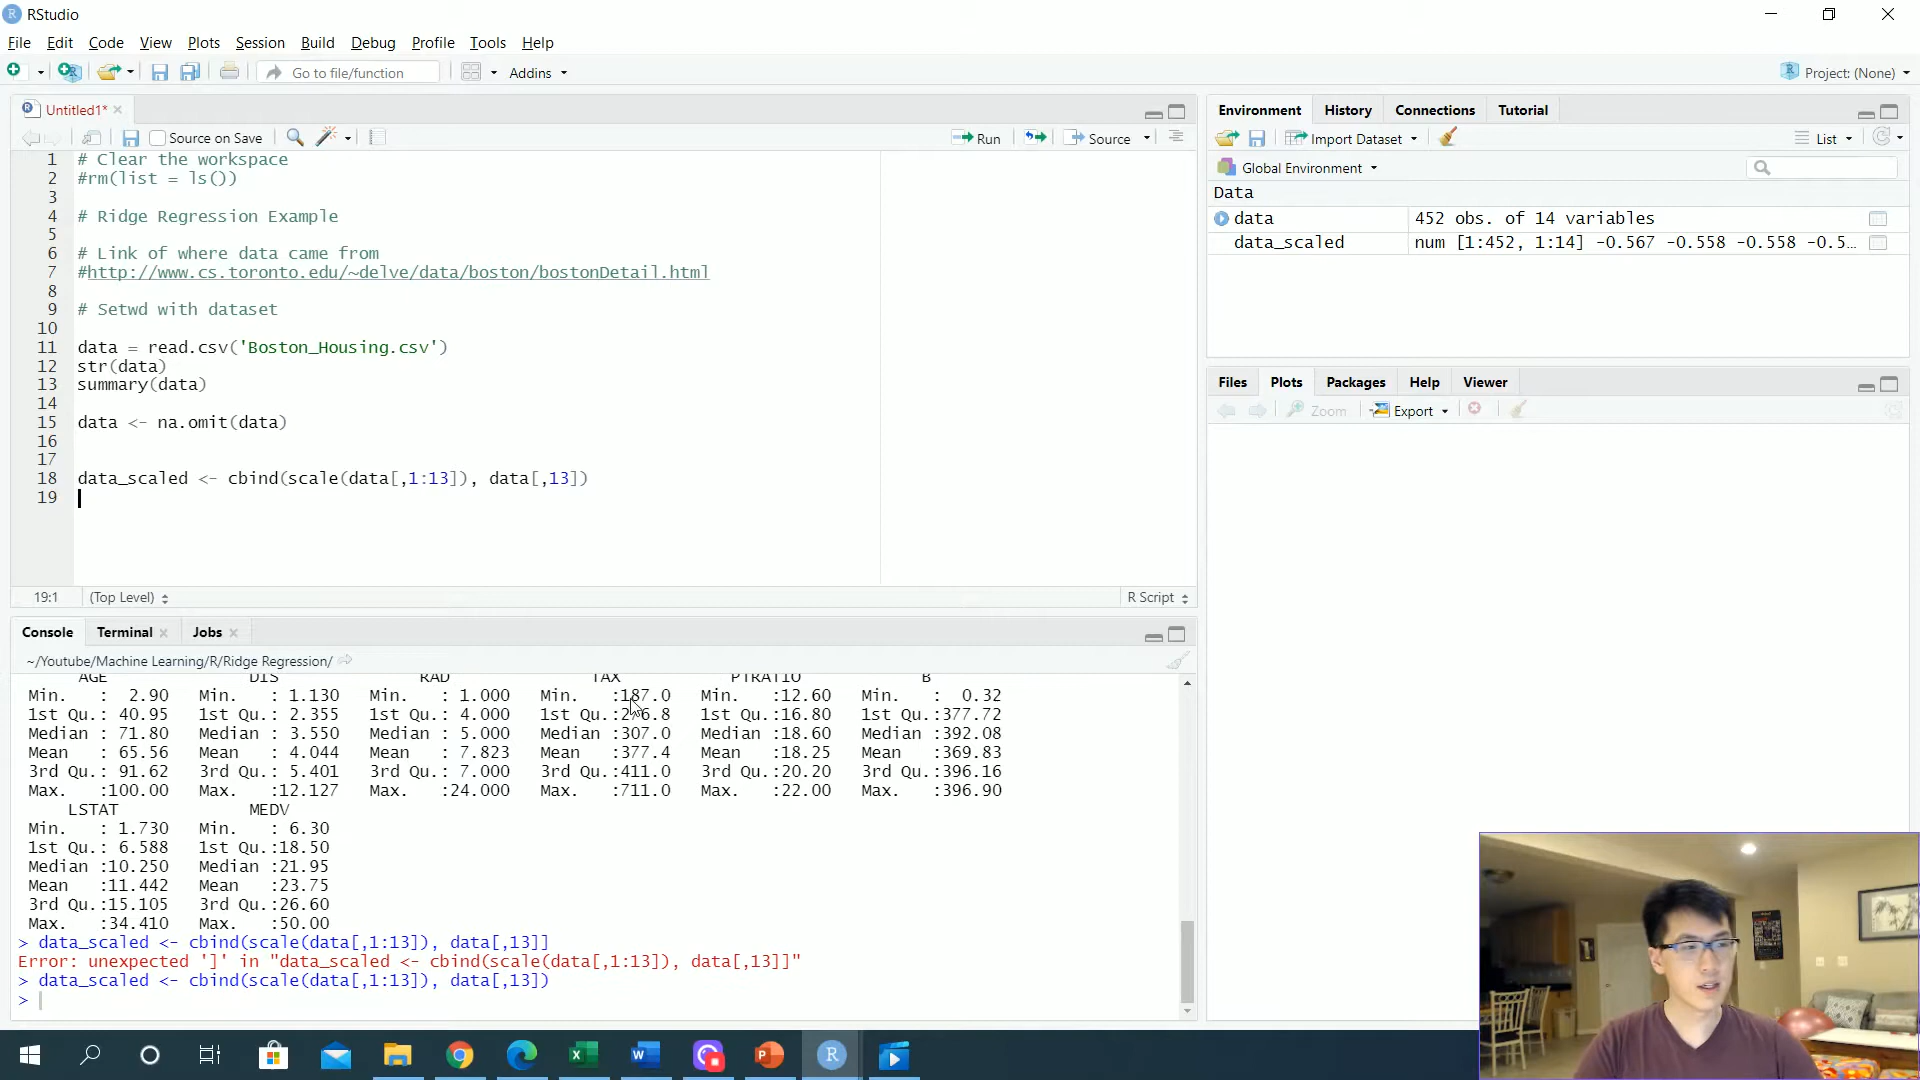 RStudio
File Edit Code View Plots Session Build Debug Profile Tools Help
Go to file/function Addins Project: (None)
Untitled1*
Source on Save Run Source
1 # Clear the workspace
2 #rm(list = ls())
3
4 # Ridge Regression Example
5
6 # Link of where data came from
7 #http://www.cs.toronto.edu/~delve/data/boston/bostonDetail.html
8
9 # Setwd with dataset
10
11 data = read.csv('Boston_Housing.csv')
12 str(data)
13 summary(data)
14
15 data <- na.omit(data)
16
17
18 data_scaled <- cbind(scale(data[,1:13]), data[,13])
19
19:1 (Top Level) R Script
Console Terminal Jobs
~/Youtube/Machine Learning/R/Ridge Regression/
AGE DIS RAD TAX PTRATIO B
Min. : 2.90 Min. : 1.130 Min. : 1.000 Min. :187.0 Min. :12.60 Min. : 0.32
1st Qu.: 40.95 1st Qu.: 2.355 1st Qu.: 4.000 1st Qu.:276.8 1st Qu.:16.80 1st Qu.:377.72
Median : 71.80 Median : 3.550 Median : 5.000 Median :307.0 Median :18.60 Median :392.08
Mean : 65.56 Mean : 4.044 Mean : 7.823 Mean :377.4 Mean :18.25 Mean :369.83
3rd Qu.: 91.62 3rd Qu.: 5.401 3rd Qu.: 7.000 3rd Qu.:411.0 3rd Qu.:20.20 3rd Qu.:396.16
Max. :100.00 Max. :12.127 Max. :24.000 Max. :711.0 Max. :22.00 Max. :396.90
LSTAT MEDV
Min. : 1.730 Min. : 6.30
1st Qu.: 6.588 1st Qu.:18.50
Median :10.250 Median :21.95
Mean :11.442 Mean :23.75
3rd Qu.:15.105 3rd Qu.:26.60
Max. :34.410 Max. :50.00
> data_scaled <- cbind(scale(data[,1:13]), data[,13]]
Error: unexpected ']' in "data_scaled <- cbind(scale(data[,1:13]), data[,13]]"
> data_scaled <- cbind(scale(data[,1:13]), data[,13])
>
Environment History Connections Tutorial
Import Dataset List
Global Environment
Data
data 452 obs. of 14 variables
data_scaled num [1:452, 1:14] -0.567 -0.558 -0.558 -0.5...
Files Plots Packages Help Viewer
Zoom Export